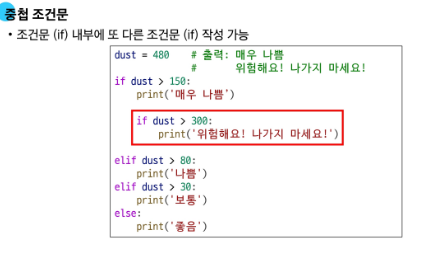 중첩 조건문
• 조건문 (if) 내부에 또 다른 조건문 (if) 작성 가능
dust = 480 # 출력: 매우 나쁨
# 위험해요! 나가지 마세요!
if dust > 150:
print('매우 나쁨')
if dust > 300:
print('위험해요! 나가지 마세요!')
elif dust > 80:
print('나쁨')
elif dust > 30:
print('보통')
else:
print('좋음')